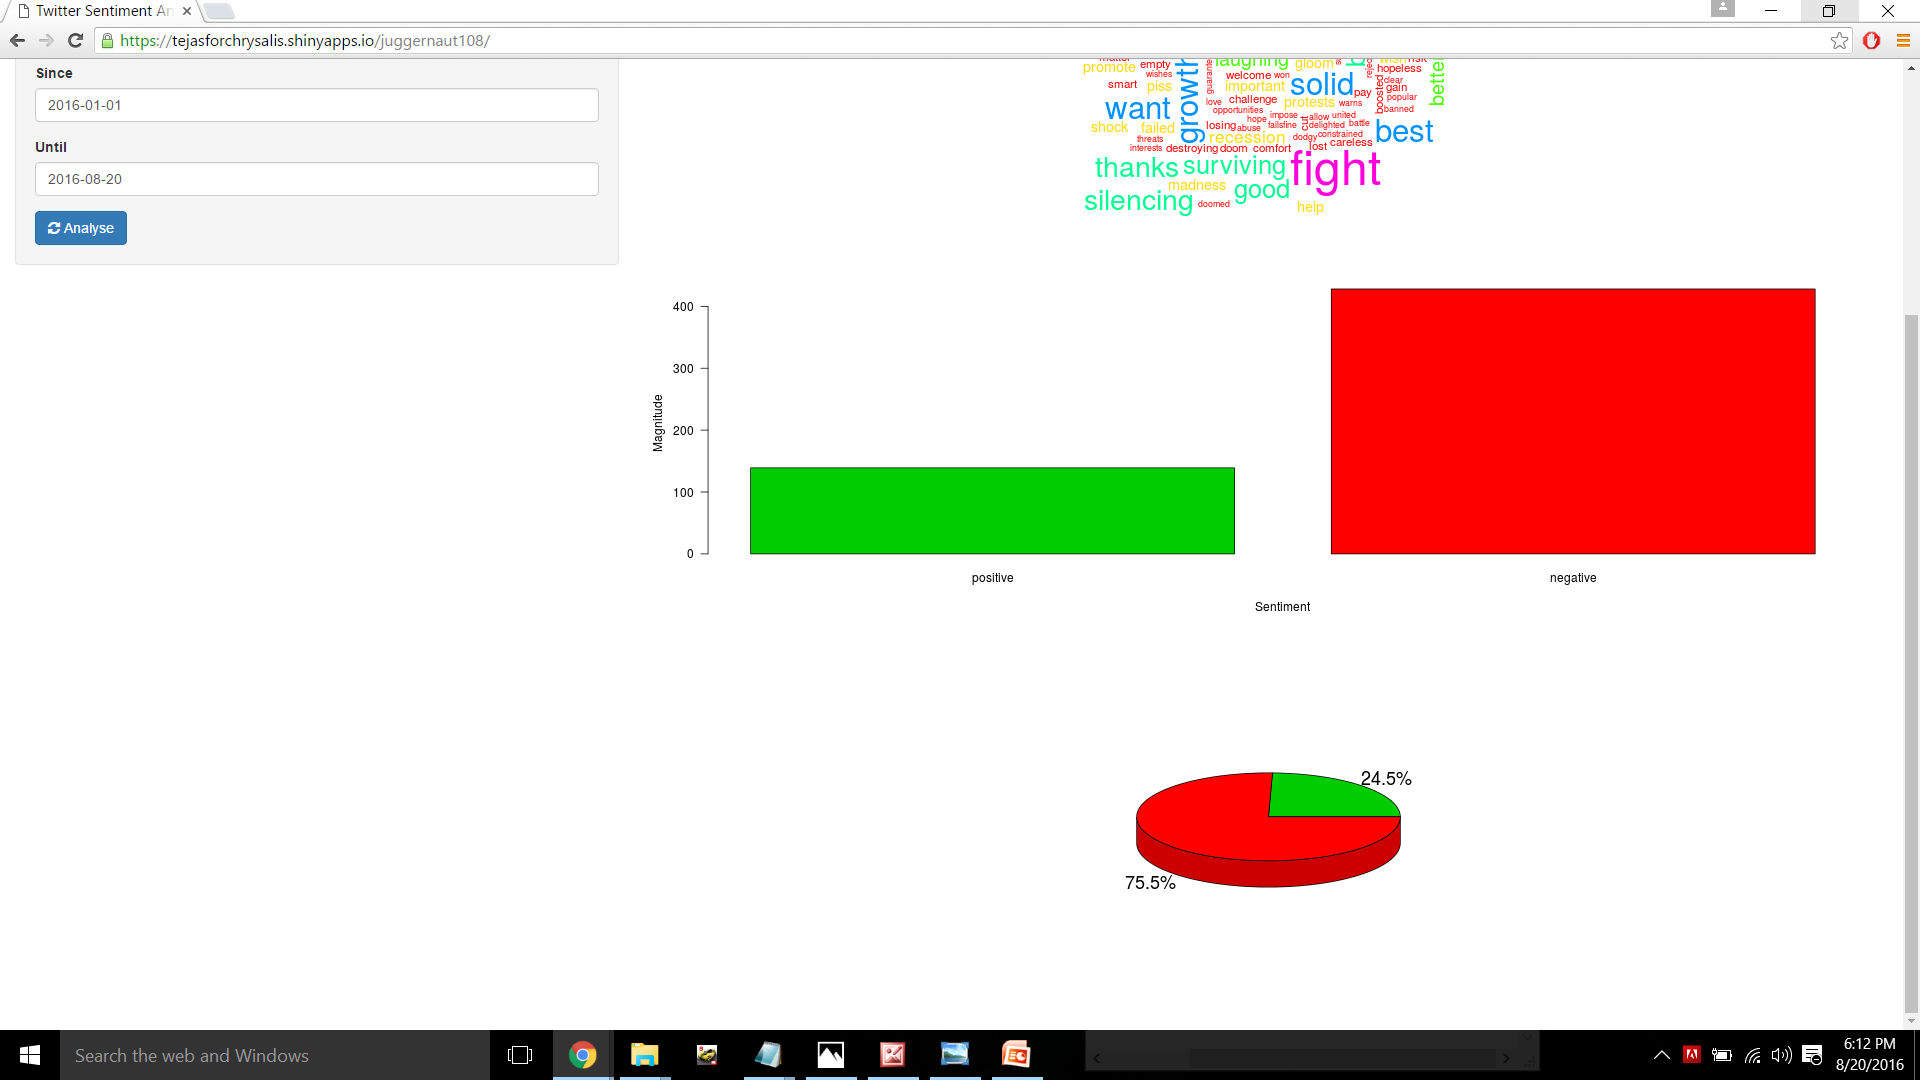 Twitter Sentiment An
https://tejasforchrysalis.shinyapps.io/juggernaut108/
Since
2016-01-01
Until
2016-08-20
Analyse
promote empty laughing gloom wish risk
wishes guarante welcome won hopeless
smart piss growth important solid pay boosted clear gain better
want love challenge protests warns popular
opportunities banned
shock failed losing hope impose allow united
abuse failsfine cut delighted battle best
threats recession dodgy constrained
interests destroying doom comfort lost careless
thanks surviving fight
madness good
silencing doomed help
400
300
200
100
0
Magnitude
positive
negative
Sentiment
24.5%
75.5%
Search the web and Windows
6:12 PM
8/20/2016